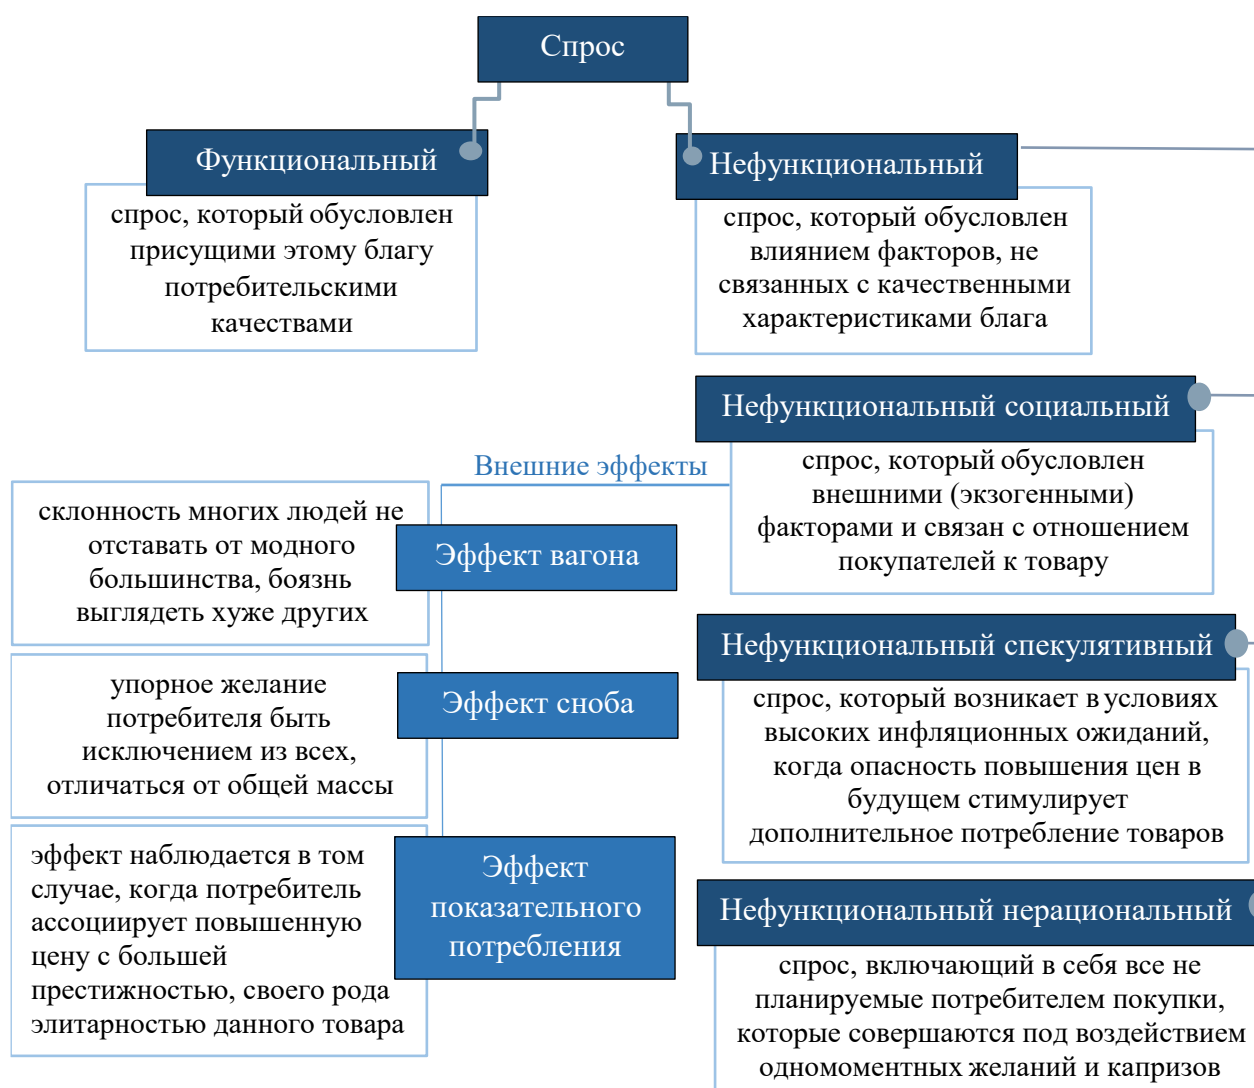 Спрос
Функциональный
спрос, который обусловлен
присущими этому благу
потребительскими
качествами
Нефункциональный
спрос, который обусловлен
влиянием факторов, не
связанных с качественными
характеристиками блага
Нефункциональный социальный
спрос, который обусловлен
внешними (экзогенными)
факторами и связан с отношением
покупателей к товару
Внешние эффекты
Эффект вагона
склонность многих людей не
отставать от модного
большинства, боязнь
выглядеть хуже других
Эффект сноба
упорное желание
потребителя быть
исключением из всех,
отличаться от общей массы
Эффект
показательного
потребления
эффект наблюдается в том
случае, когда потребитель
ассоциирует повышенную
цену с большей
престижностью, своего рода
элитарностью данного товара
Нефункциональный спекулятивный
спрос, который возникает в условиях
высоких инфляционных ожиданий,
когда опасность повышения цен в
будущем стимулирует
дополнительное потребление товаров
Нефункциональный нерациональный
спрос, включающий в себя все не
планируемые потребителем покупки,
которые совершаются под воздействием
одномоментных желаний и капризов